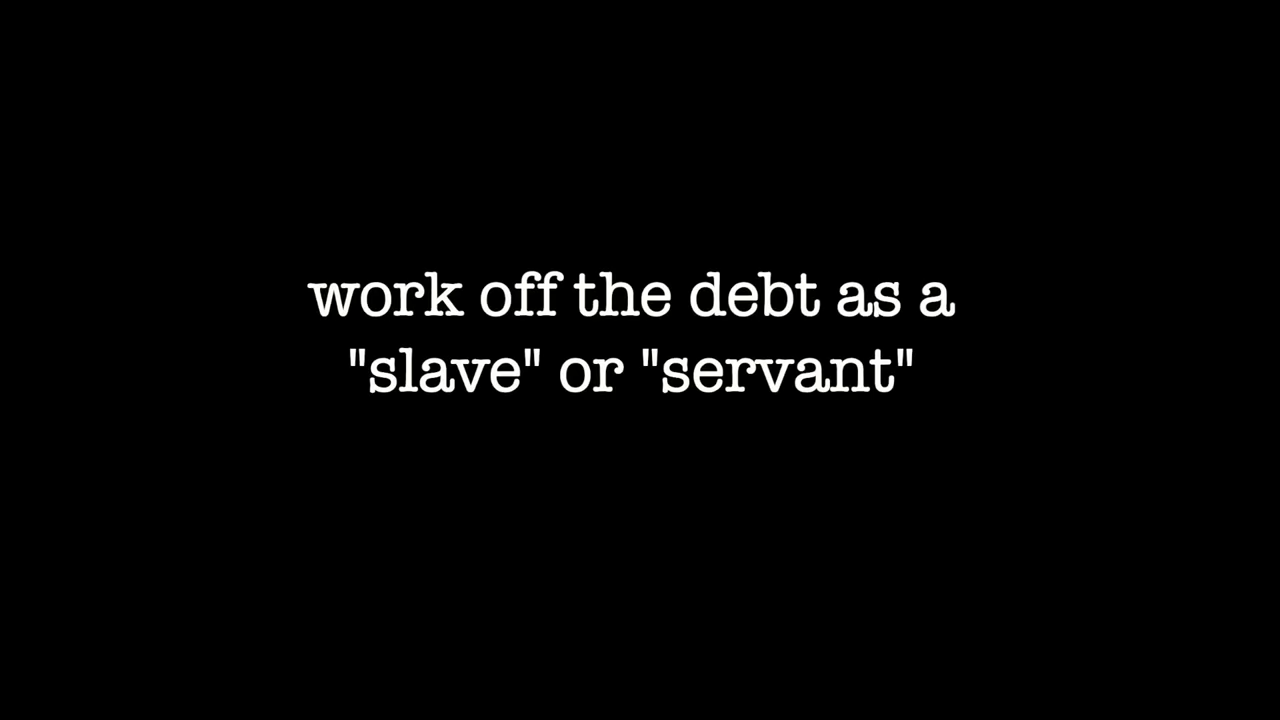 work off the debt as a
"slave" or "servant"